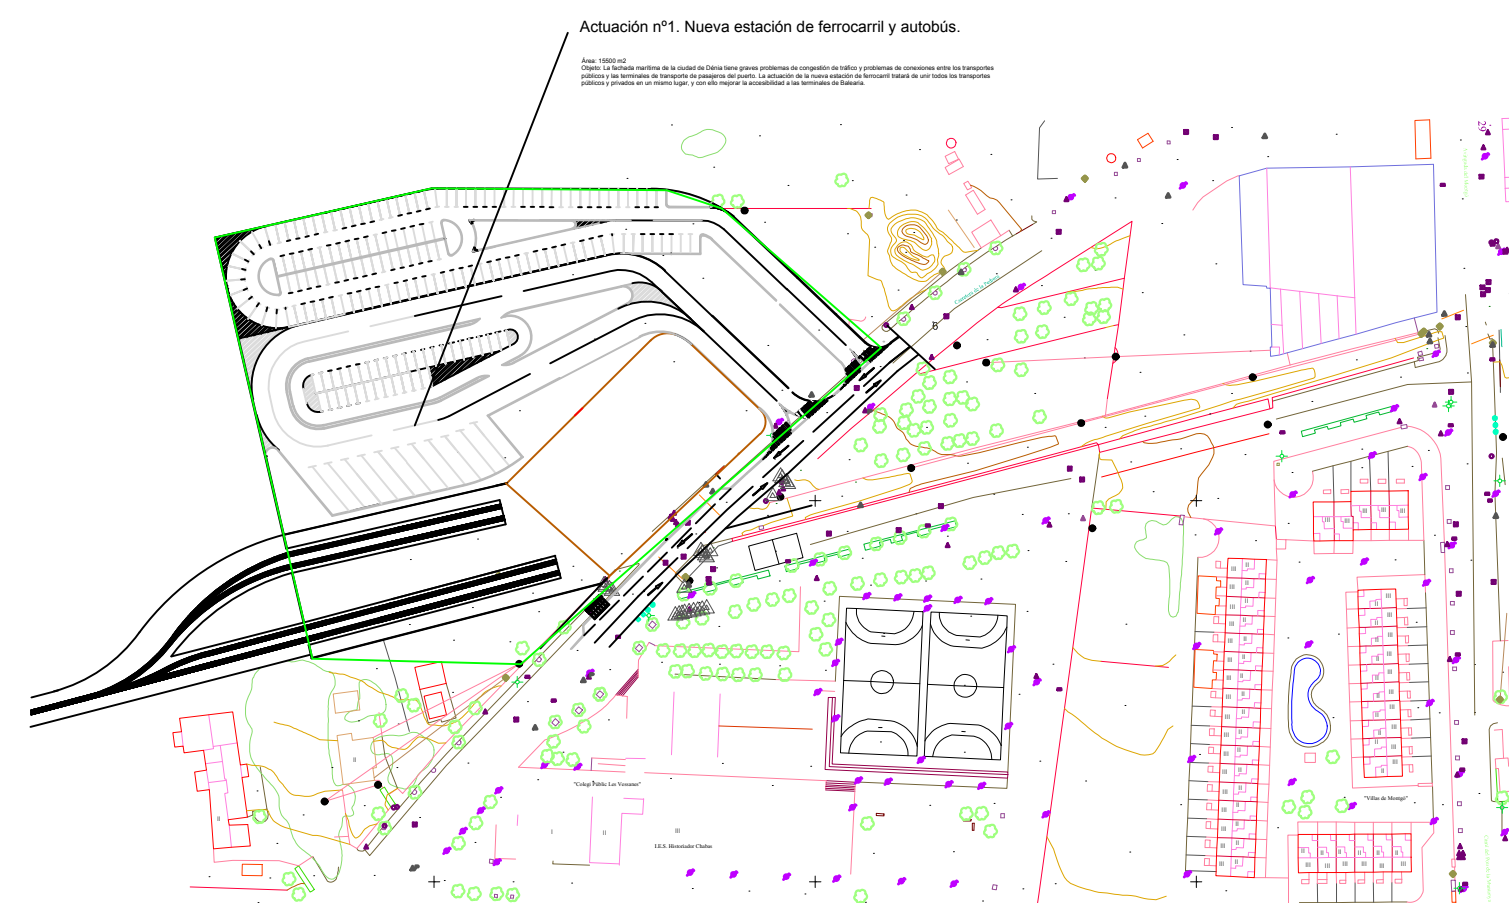 Actuación nº1. Nueva estación de ferrocarril y autobús.
Área: 15500 m2
Objeto: La fachada marítima de la ciudad de Dénia tiene graves problemas de congestión de tráfico y problemas de conexiones entre los transportes
públicos y las terminales de transporte de pasajeros del puerto. La actuación de la nueva estación de ferrocarril tratará de unir todos los transportes
públicos y privados en un mismo lugar, y con ello mejorar la accesibilidad a las terminales de Balearia.
29
6
"Colegi Públic Les Vessanes"
I.E.S. Historiador Chabas
"Villas de Montgó"